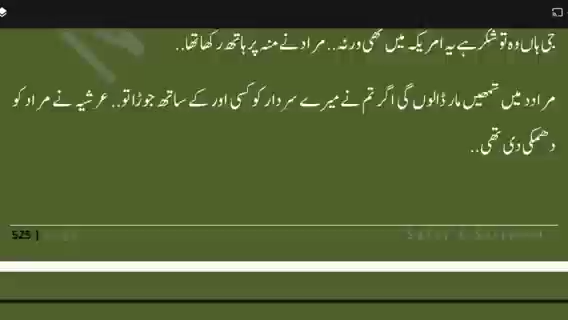 جی ہاں وہ تو شکر ہے یہ امریکہ میں تھی ورنہ.. مراد نے منہ پر ہاتھ رکھا تھا..
مرادد میں تمھیں مار ڈالوں گی اگر تم نے میرے سردار کو کسی اور کے ساتھ جوڑا تو.. عرشیہ نے مراد کو
دھمکی دی تھی..
525 |